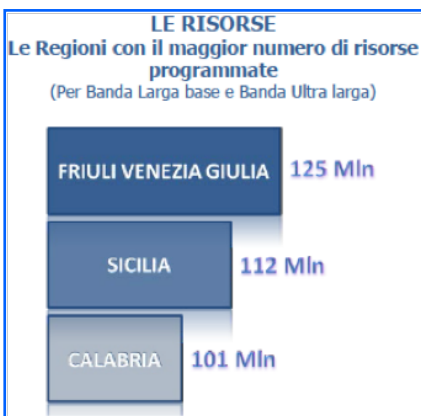 LE RISORSE
Le Regioni con il maggior numero di risorse
programmate
(Per Banda Larga base e Banda Ultra larga)
FRIULI VENEZIA GIULIA 125 Mln
SICILIA 112 Mln
CALABRIA 101 Mln